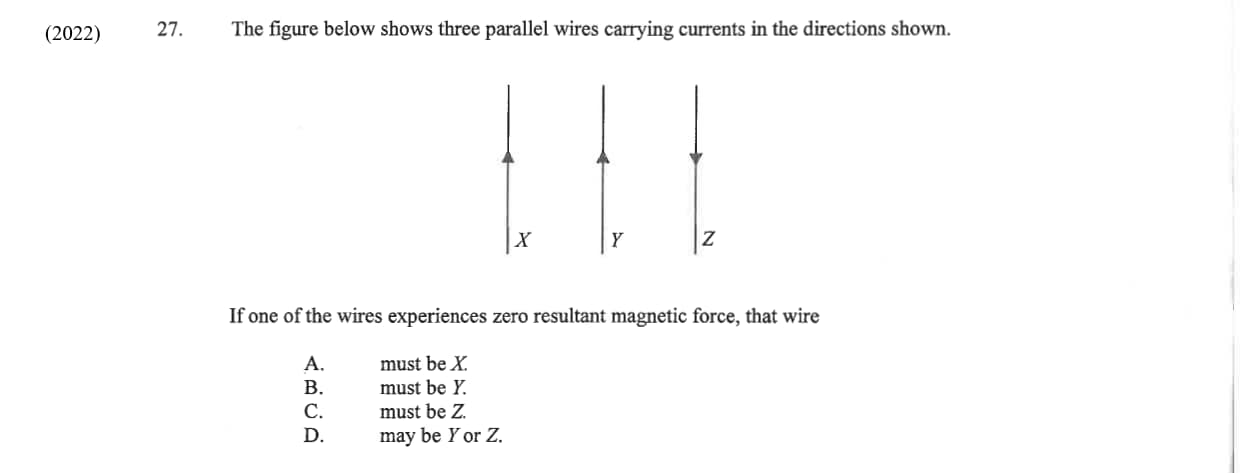 (2022) 27. The figure below shows three parallel wires carrying currents in the directions shown.
X Y Z
If one of the wires experiences zero resultant magnetic force, that wire
A. must be X.
B. must be Y.
C. must be Z.
D. may be Y or Z.